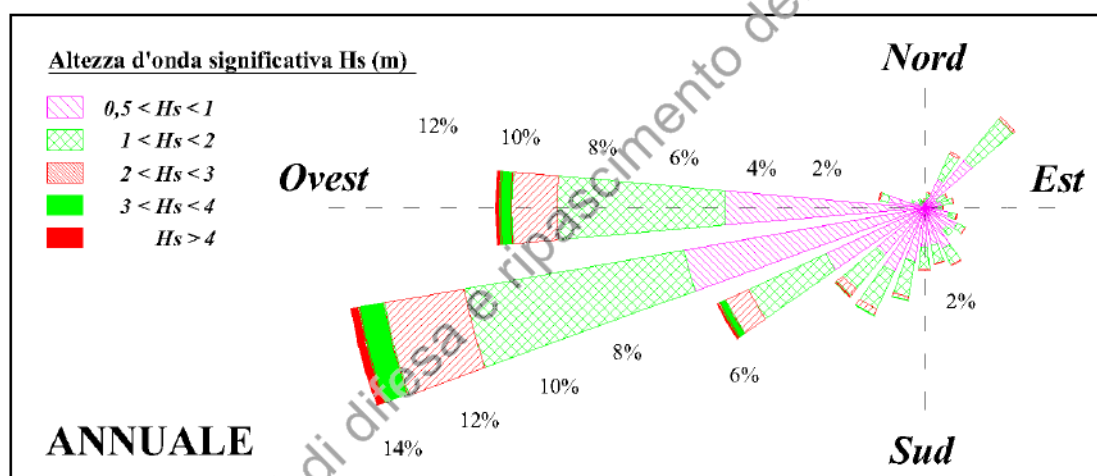 Altezza d'onda significativa Hs (m)
0,5 < Hs < 1
1 < Hs < 2
2 < Hs < 3
3 < Hs < 4
Hs > 4
Nord
Ovest
Est
Sud
12%
10%
8%
6%
4%
2%
2%
6%
8%
10%
12%
14%
ANNUALE
di difesa e ripascimento de